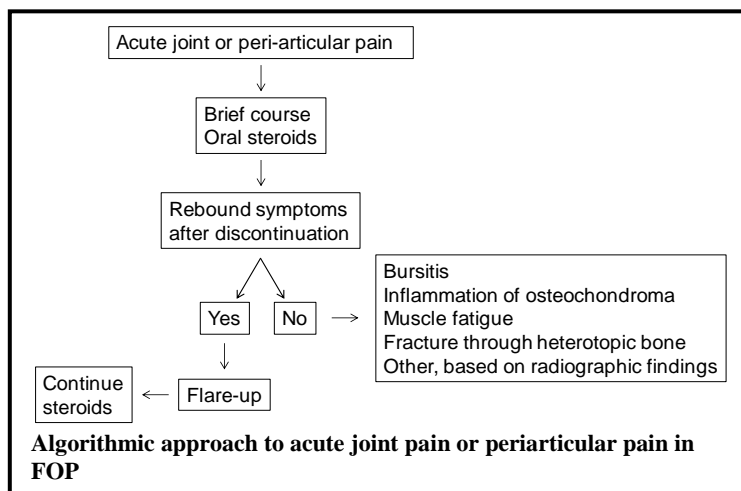 Acute joint or peri-articular pain
Brief course
Oral steroids
Rebound symptoms
after discontinuation
Yes
No
Bursitis
Inflammation of osteochondroma
Muscle fatigue
Fracture through heterotopic bone
Other, based on radiographic findings
Continue
steroids
Flare-up
Algorithmic approach to acute joint pain or periarticular pain in
FOP